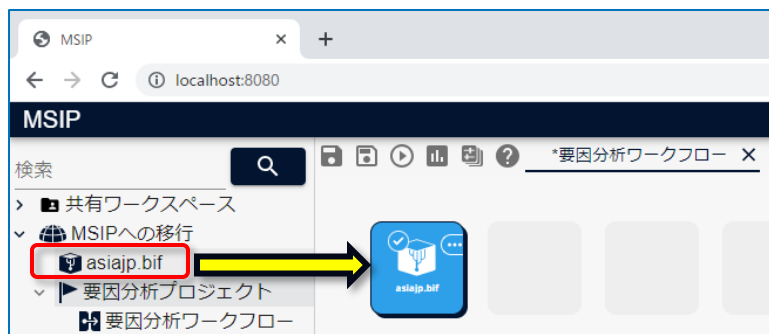 MSIP
localhost:8080
MSIP
検索
*要因分析ワークフロー
共有ワークスペース
MSIPへの移行
asiajp.bif
asiajp.bif
要因分析プロジェクト
要因分析ワークフロー